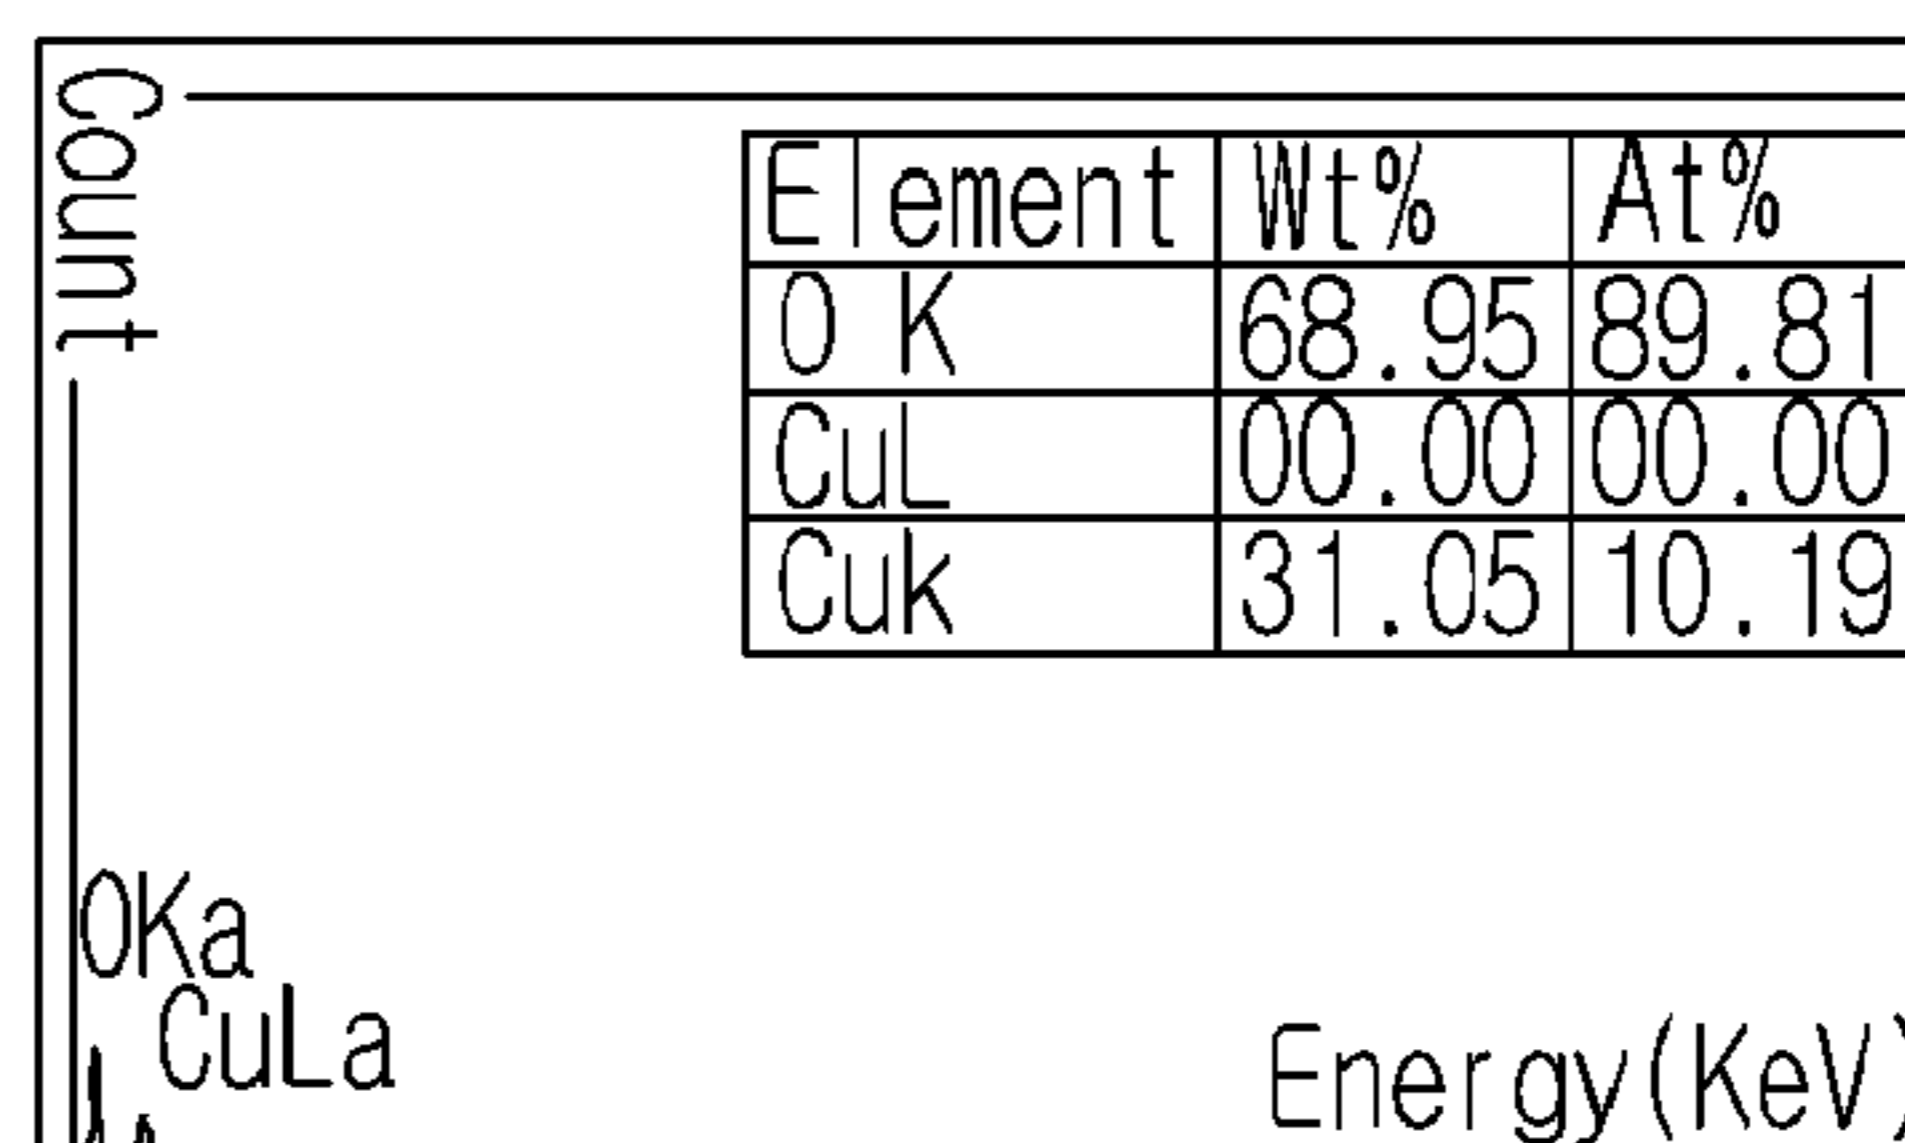 Count
Element Wt% At%
O K 68.95 89.81
CuL 00.00 00.00
Cuk 31.05 10.19
OKa
CuLa
Energy(KeV)